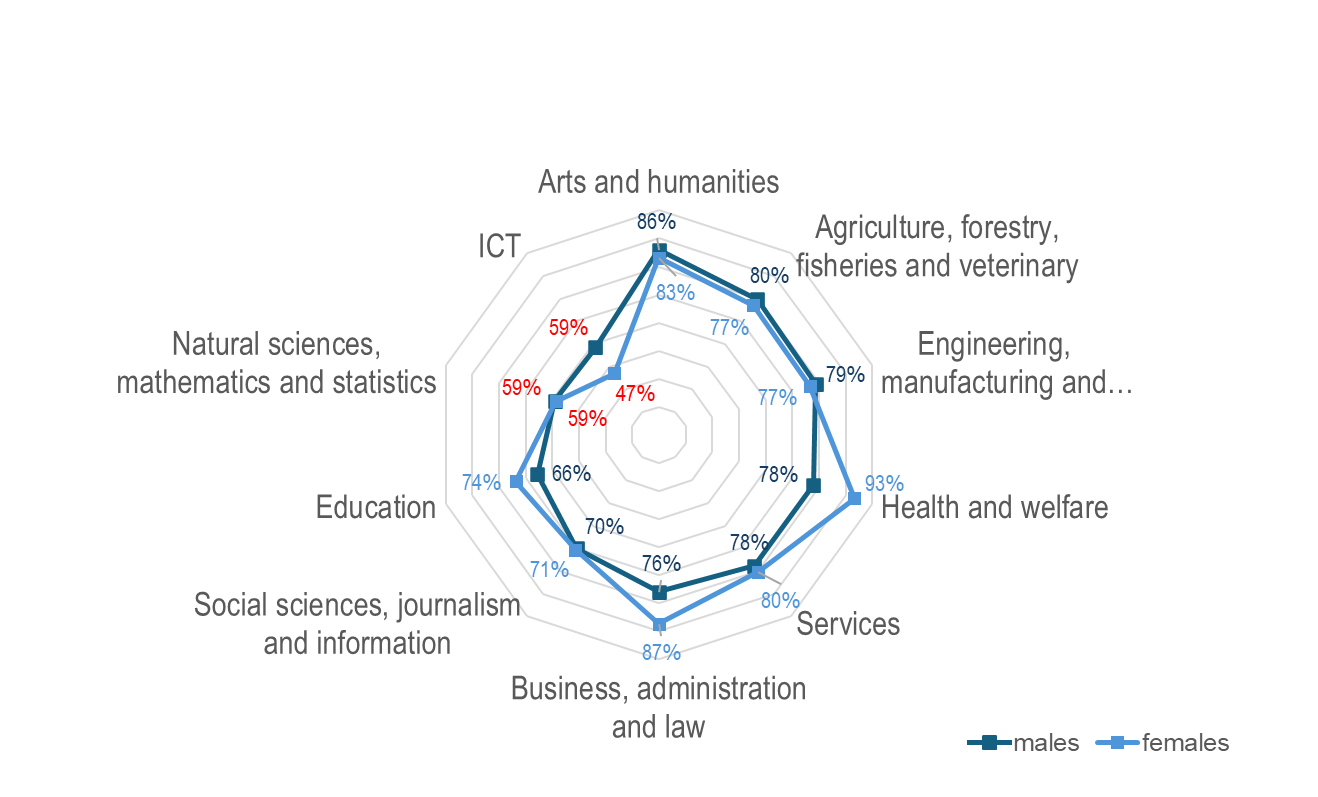 Arts and humanities
86%
ICT
Agriculture, forestry,
fisheries and veterinary
80%
83%
77%
59%
Natural sciences,
mathematics and statistics
Engineering,
manufacturing and…
79%
59%
47%
77%
59%
74%
66%
78%
93%
Education
Health and welfare
70%
78%
76%
71%
80%
Social sciences, journalism
and information
Services
87%
Business, administration
and law
males
females